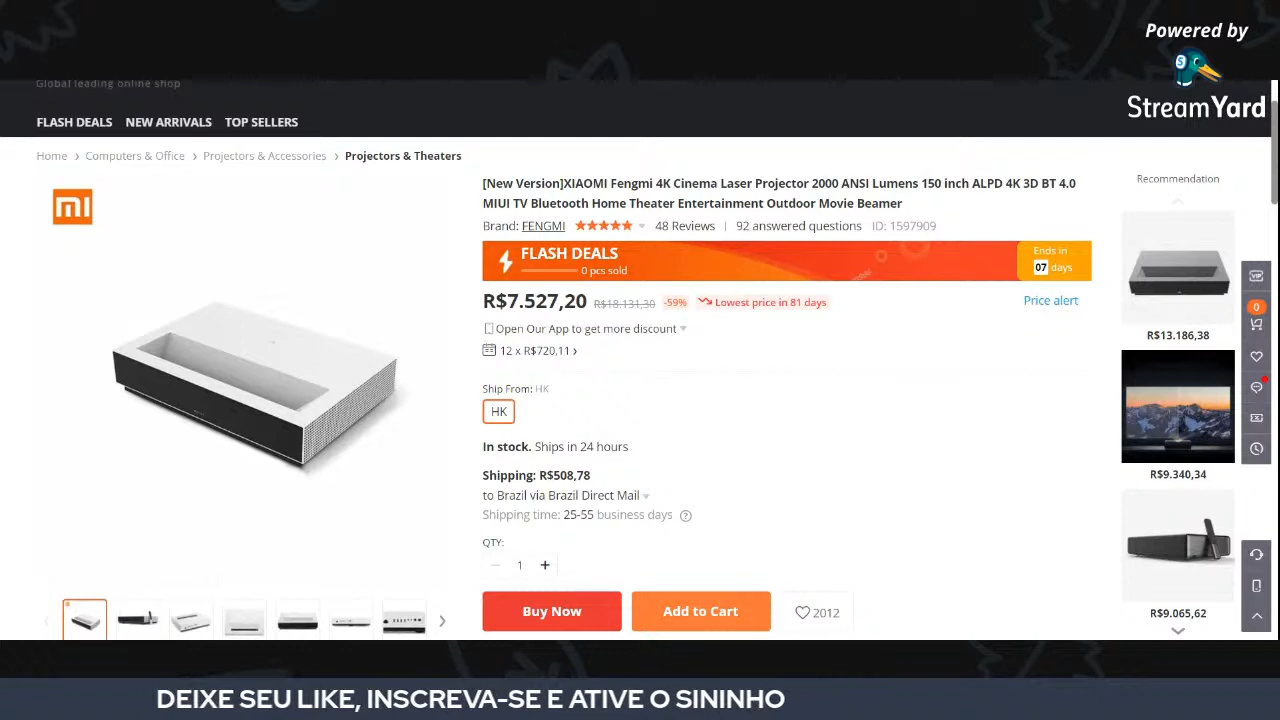 Powered by
StreamYard
Global leading online shop
FLASH DEALS NEW ARRIVALS TOP SELLERS
Home > Computers & Office > Projectors & Accessories > Projectors & Theaters
mi
[New Version]XIAOMI Fengmi 4K Cinema Laser Projector 2000 ANSI Lumens 150 inch ALPD 4K 3D BT 4.0
MIUI TV Bluetooth Home Theater Entertainment Outdoor Movie Beamer
Brand: FENGMI 48 Reviews | 92 answered questions ID: 1597909
FLASH DEALS
0 pcs sold
Ends in
07 days
R$7.527,20 R$18.131,30 -59% Lowest price in 81 days
Price alert
Open Our App to get more discount
12 x R$720,11 >
Ship From: HK
HK
In stock. Ships in 24 hours
Shipping: R$508,78
to Brazil via Brazil Direct Mail
Shipping time: 25-55 business days ?
QTY:
− 1 +
Buy Now
Add to Cart
2012
Recommendation
R$13.186,38
R$9.340,34
R$9.065,62
VIP
0
DEIXE SEU LIKE, INSCREVA-SE E ATIVE O SININHO